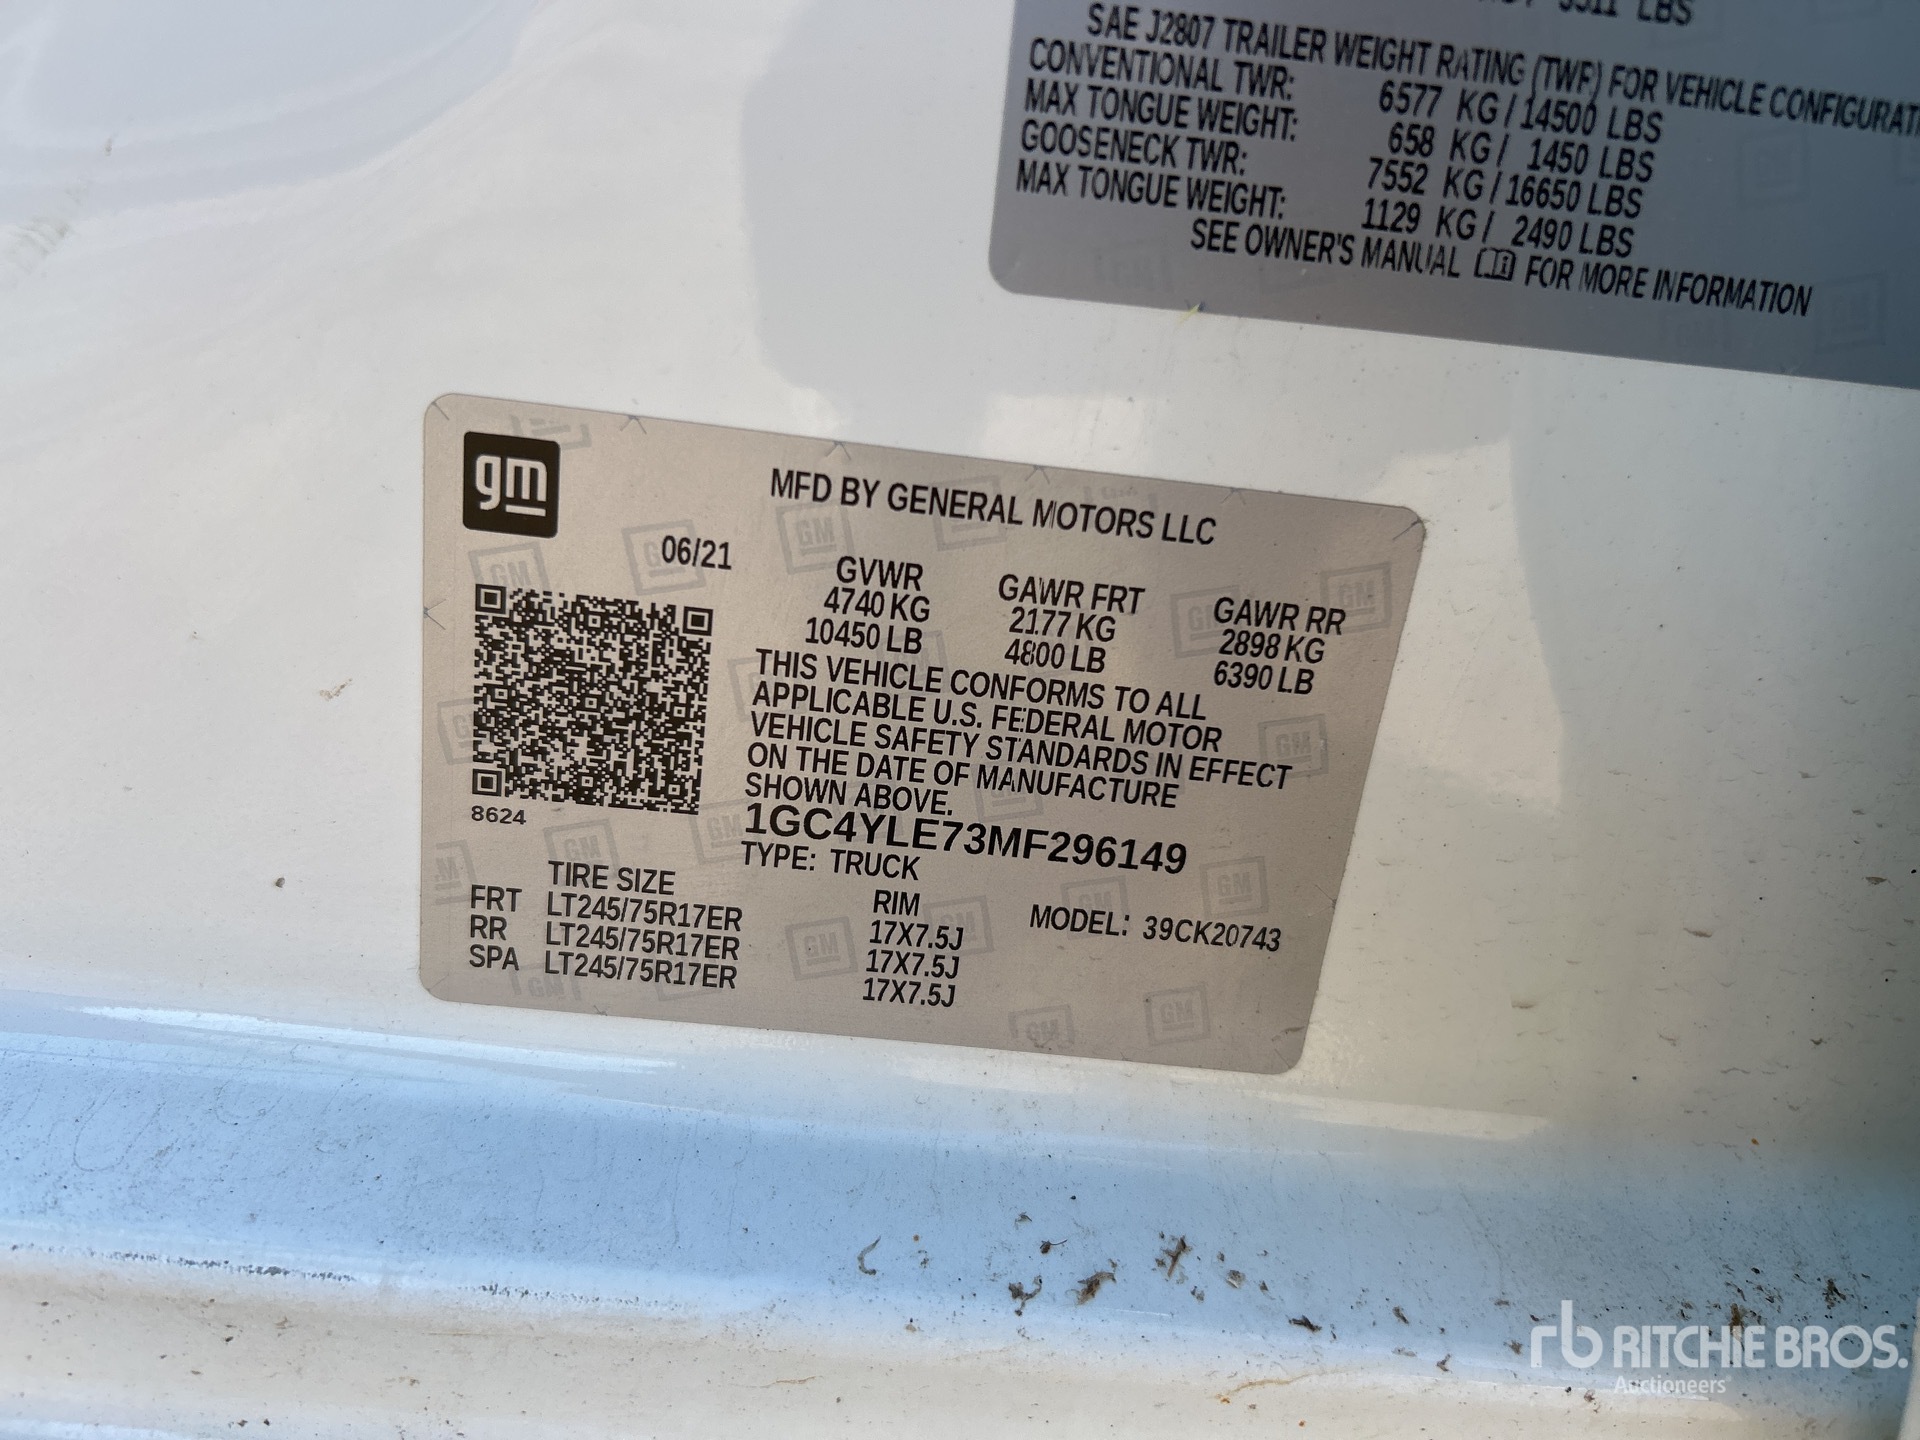 LBS
SAE J2807 TRAILER WEIGHT RATING (TWR) FOR VEHICLE CONFIGURATI
CONVENTIONAL TWR: 6577 KG / 14500 LBS
MAX TONGUE WEIGHT: 658 KG / 1450 LBS
GOOSENECK TWR: 7552 KG / 16650 LBS
MAX TONGUE WEIGHT: 1129 KG / 2490 LBS
SEE OWNER'S MANUAL FOR MORE INFORMATION
gm
MFD BY GENERAL MOTORS LLC
06/21
GVWR GAWR FRT GAWR RR
4740 KG 2177 KG 2898 KG
10450 LB 4800 LB 6390 LB
THIS VEHICLE CONFORMS TO ALL
APPLICABLE U.S. FEDERAL MOTOR
VEHICLE SAFETY STANDARDS IN EFFECT
ON THE DATE OF MANUFACTURE
SHOWN ABOVE.
8624
1GC4YLE73MF296149
TYPE: TRUCK
TIRE SIZE RIM MODEL: 39CK20743
FRT LT245/75R17ER 17X7.5J
RR LT245/75R17ER 17X7.5J
SPA LT245/75R17ER 17X7.5J
rb RITCHIE BROS.
Auctioneers